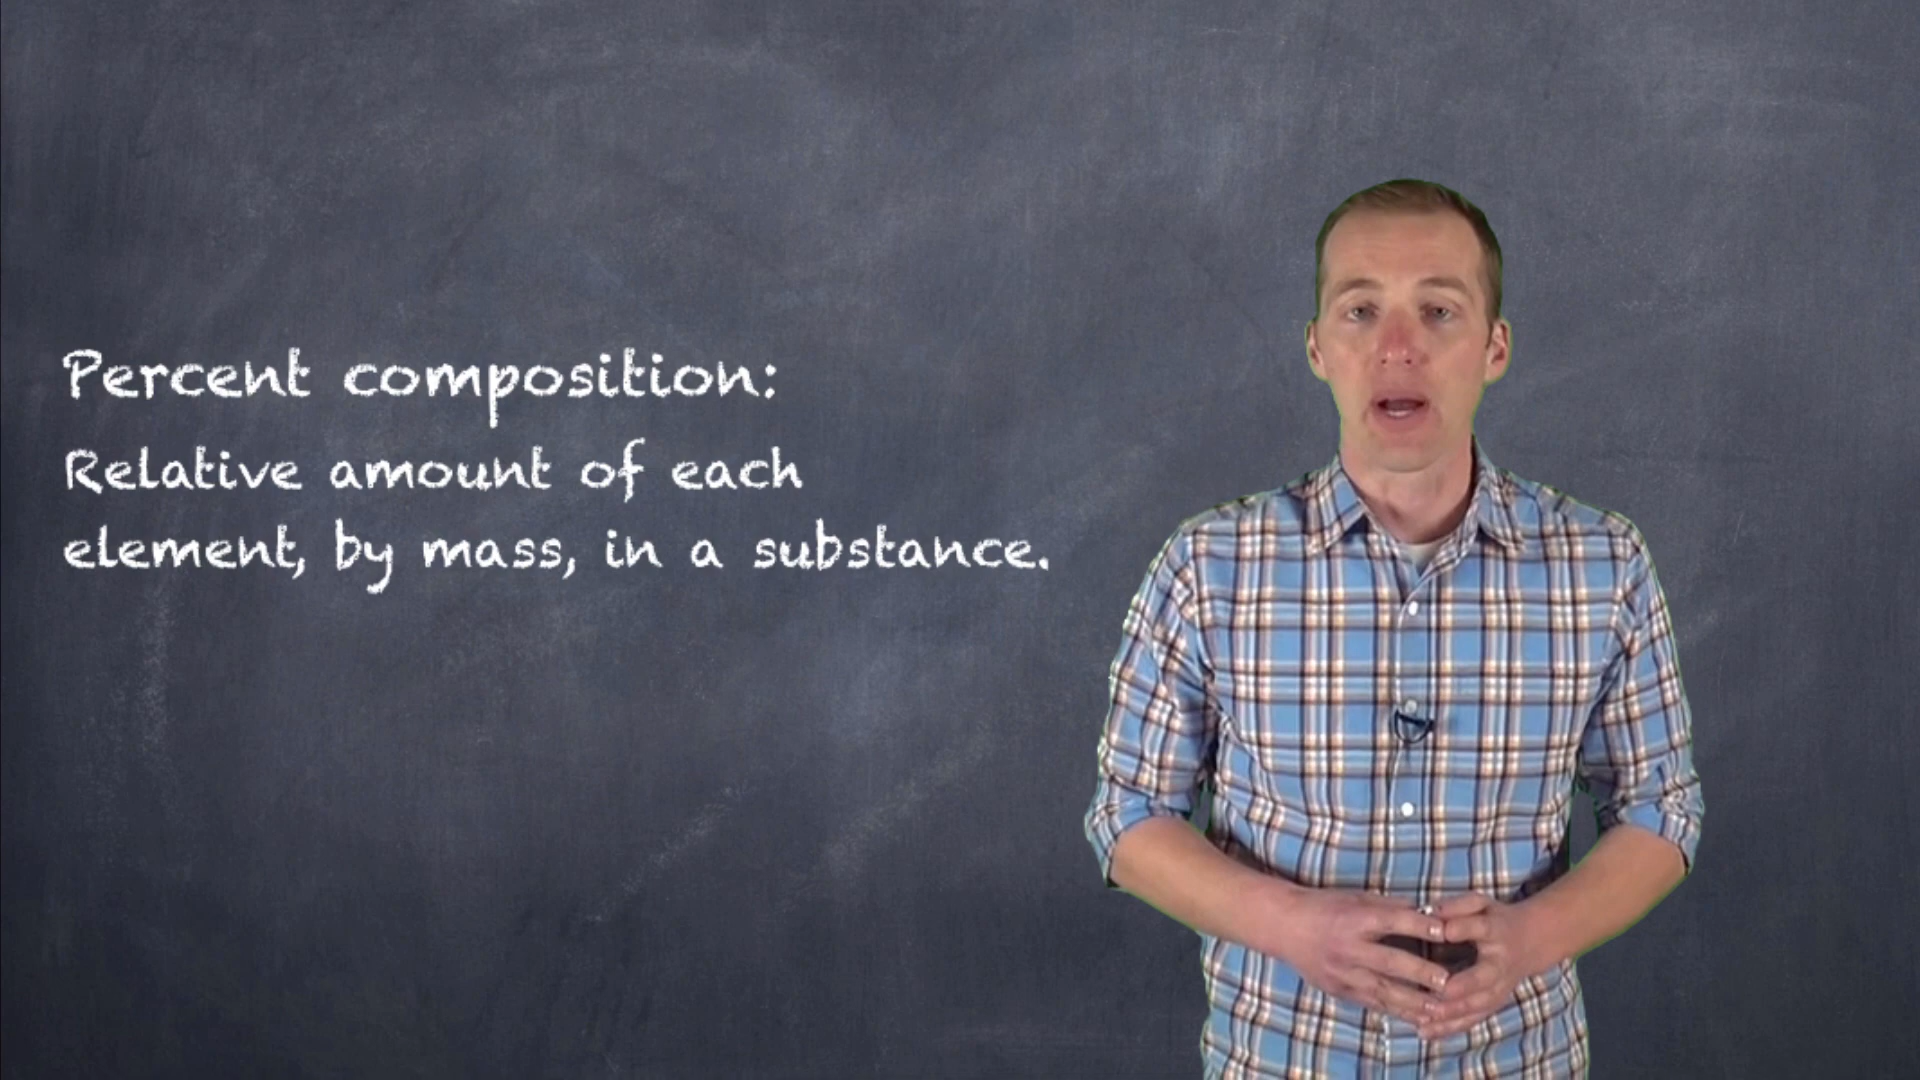 Percent composition:
Relative amount of each
element, by mass, in a substance.